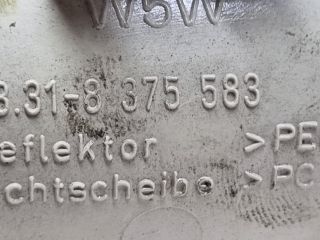 W5W
3.31-8 375 583
eflektor >PE
chtscheibe >PC